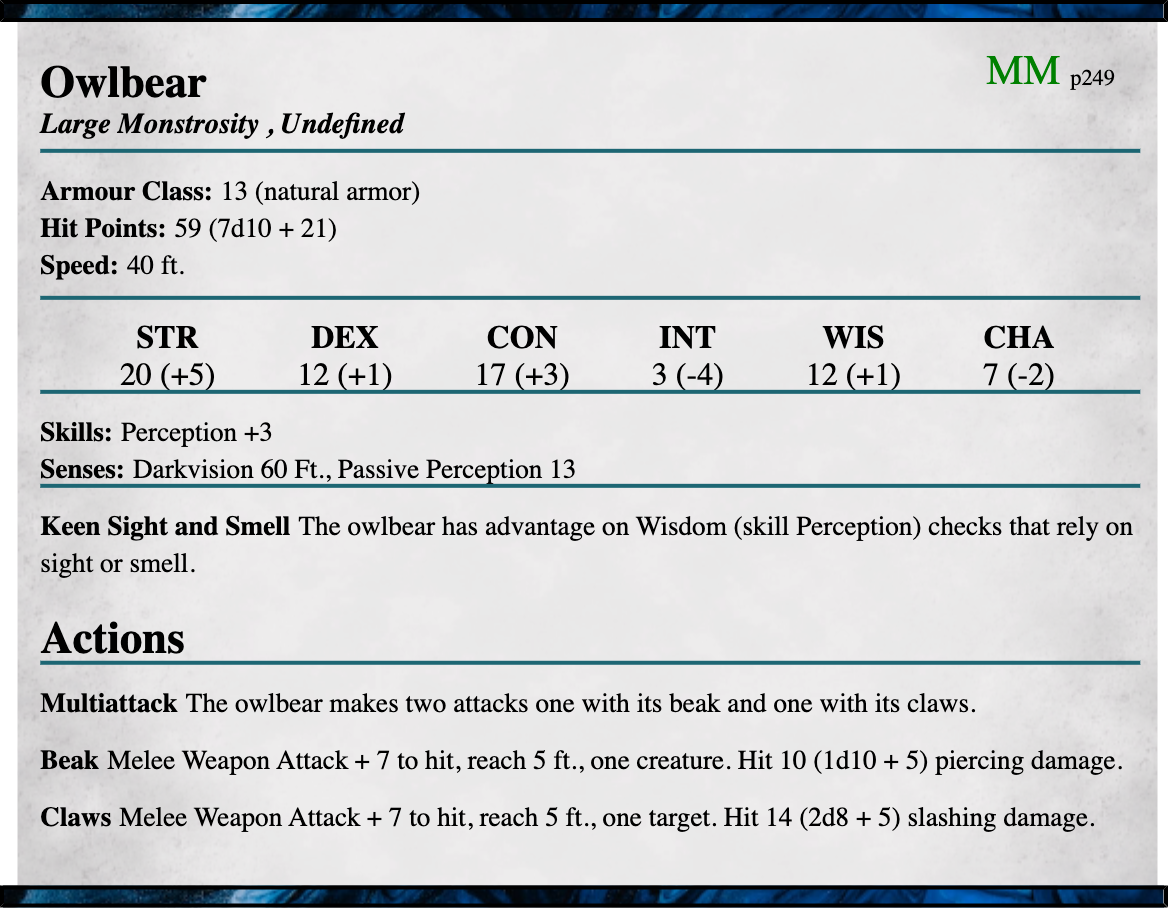 Owlbear
MM p249
Large Monstrosity , Undefined
Armour Class: 13 (natural armor)
Hit Points: 59 (7d10 + 21)
Speed: 40 ft.
STR DEX CON INT WIS CHA
20 (+5) 12 (+1) 17 (+3) 3 (-4) 12 (+1) 7 (-2)
Skills: Perception +3
Senses: Darkvision 60 Ft., Passive Perception 13
Keen Sight and Smell The owlbear has advantage on Wisdom (skill Perception) checks that rely on
sight or smell.
Actions
Multiattack The owlbear makes two attacks one with its beak and one with its claws.
Beak Melee Weapon Attack + 7 to hit, reach 5 ft., one creature. Hit 10 (1d10 + 5) piercing damage.
Claws Melee Weapon Attack + 7 to hit, reach 5 ft., one target. Hit 14 (2d8 + 5) slashing damage.